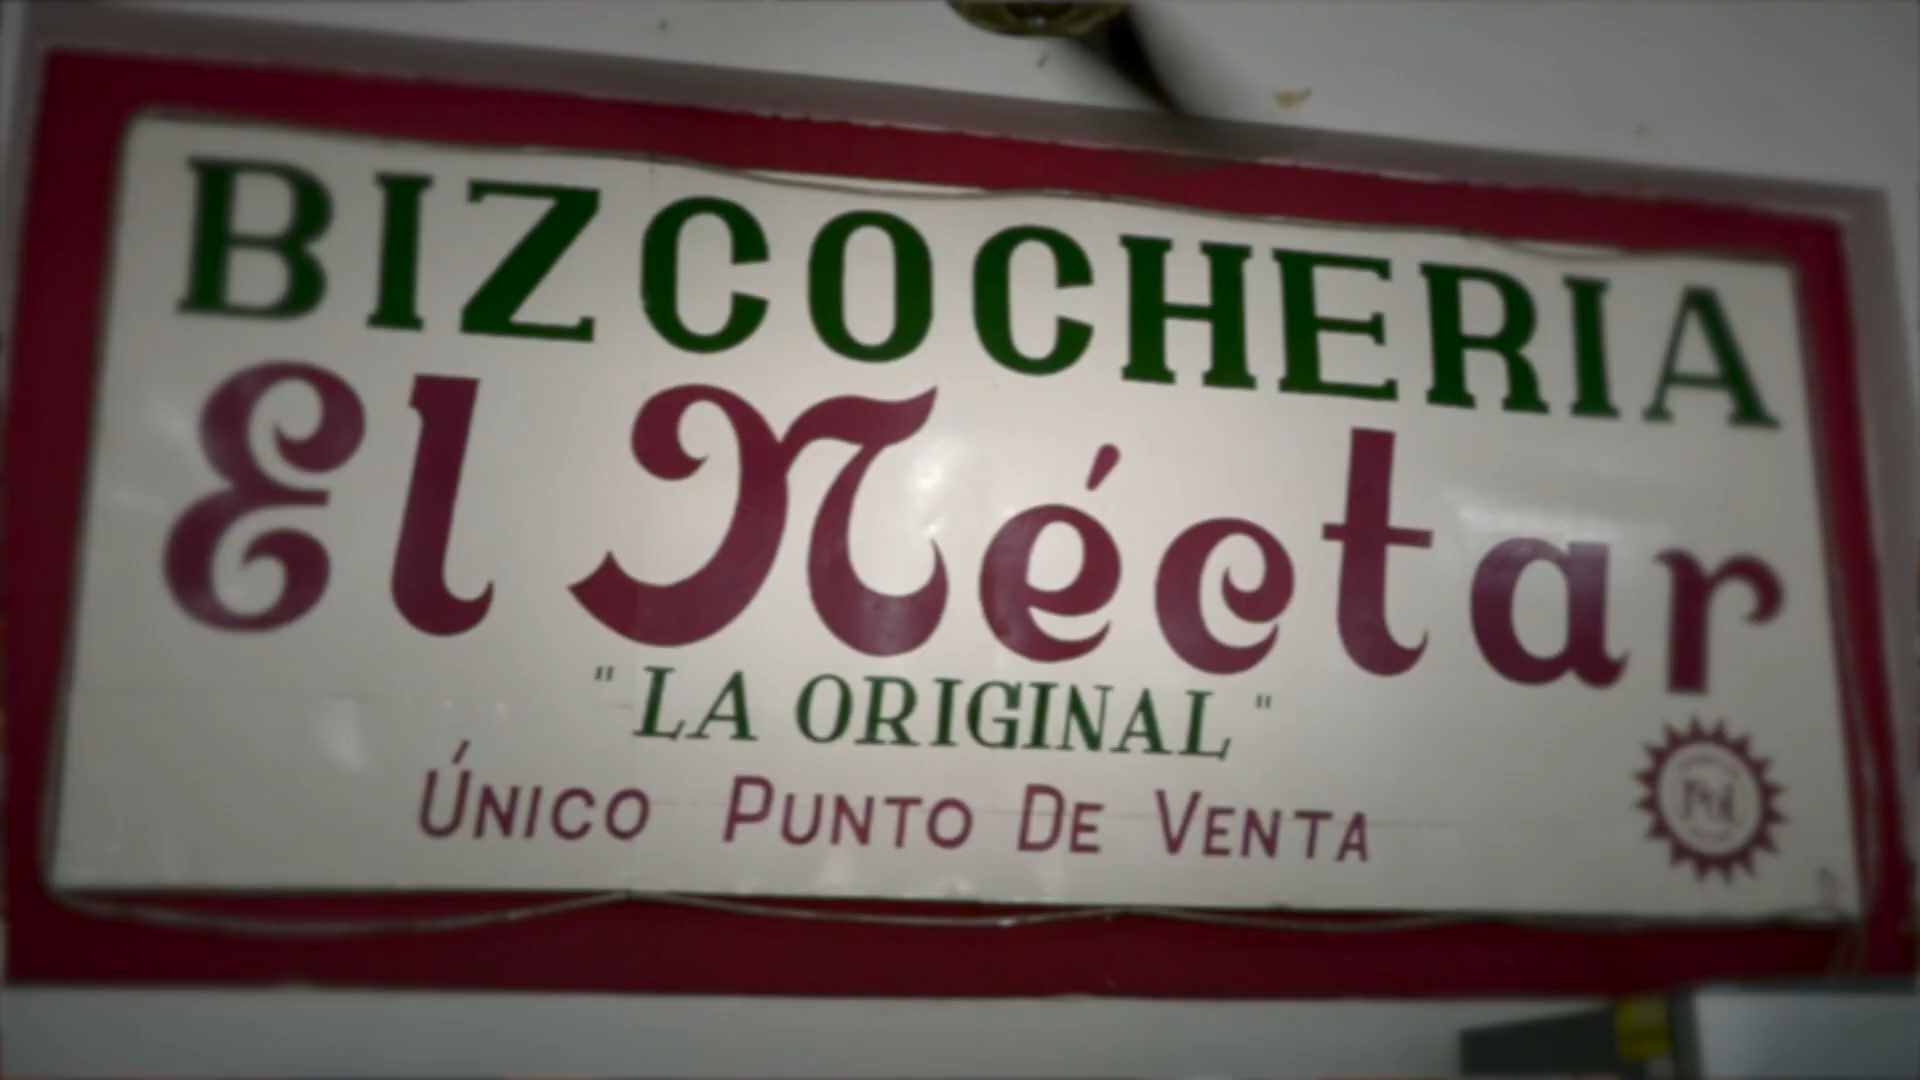 BIZCOCHERIA
El Néctar
"LA ORIGINAL"
ÚNICO PUNTO DE VENTA